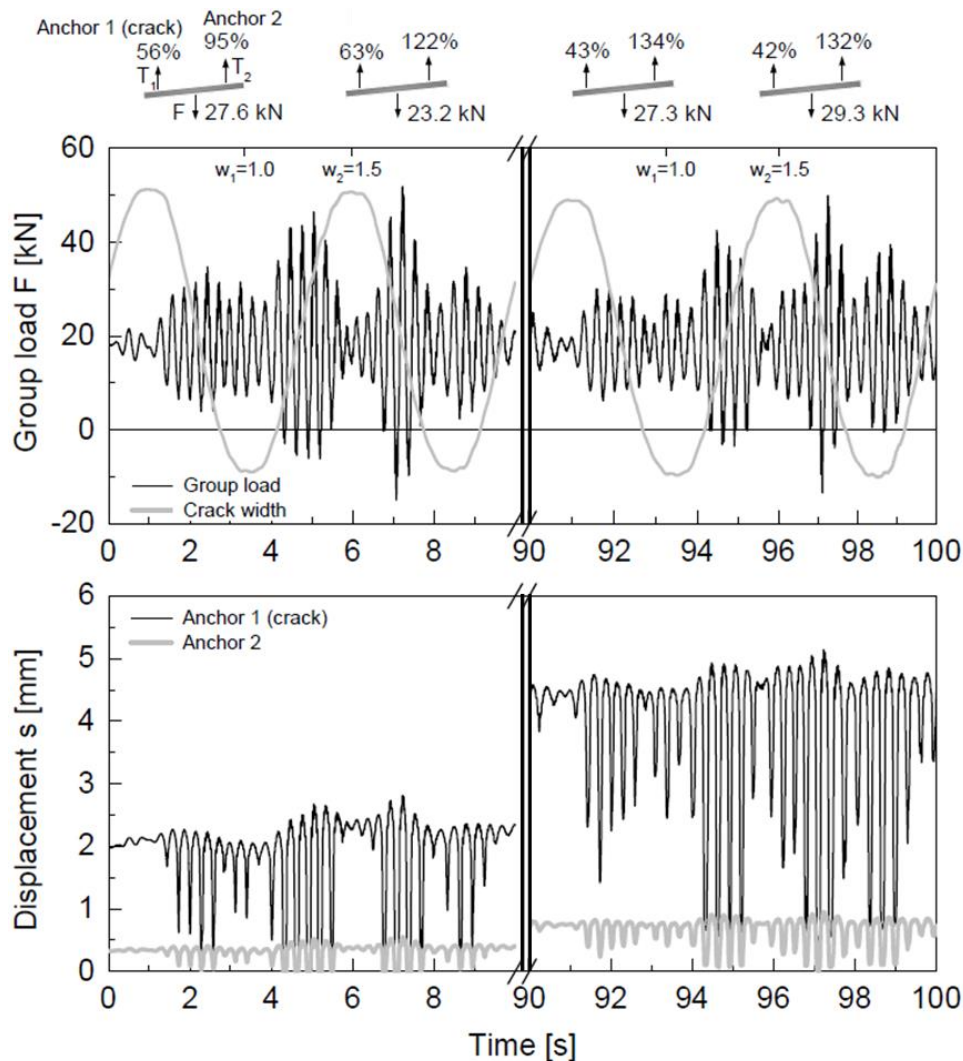 Anchor 1 (crack) Anchor 2
56% 95% 63% 122% 43% 134% 42% 132%
T1 T2
F 27.6 kN 23.2 kN 27.3 kN 29.3 kN
60
w1=1.0 w2=1.5 w1=1.0 w2=1.5
40
Group load F [kN]
20
0
Group load
Crack width
-20
0 2 4 6 8 90 92 94 96 98 100
6
Anchor 1 (crack)
Anchor 2
5
4
Displacement s [mm]
3
2
1
0
0 2 4 6 8 90 92 94 96 98 100
Time [s]